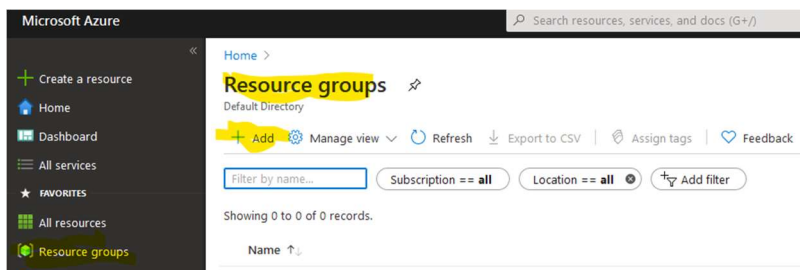 Microsoft Azure
Search resources, services, and docs (G+/)
«
Create a resource
Home
Dashboard
All services
FAVORITES
All resources
Resource groups
Home >
Resource groups
Default Directory
+ Add Manage view Refresh Export to CSV | Assign tags | Feedback
Filter by name... Subscription == all Location == all Add filter
Showing 0 to 0 of 0 records.
Name ↑↓